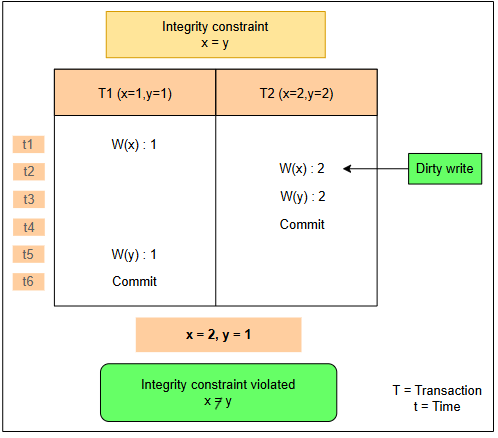 Integrity constraint
x = y
T1 (x=1,y=1)
T2 (x=2,y=2)
t1
W(x) : 1
t2
W(x) : 2
Dirty write
t3
W(y) : 2
t4
Commit
t5
W(y) : 1
t6
Commit
x = 2, y = 1
Integrity constraint violated
x ≠ y
T = Transaction
t = Time